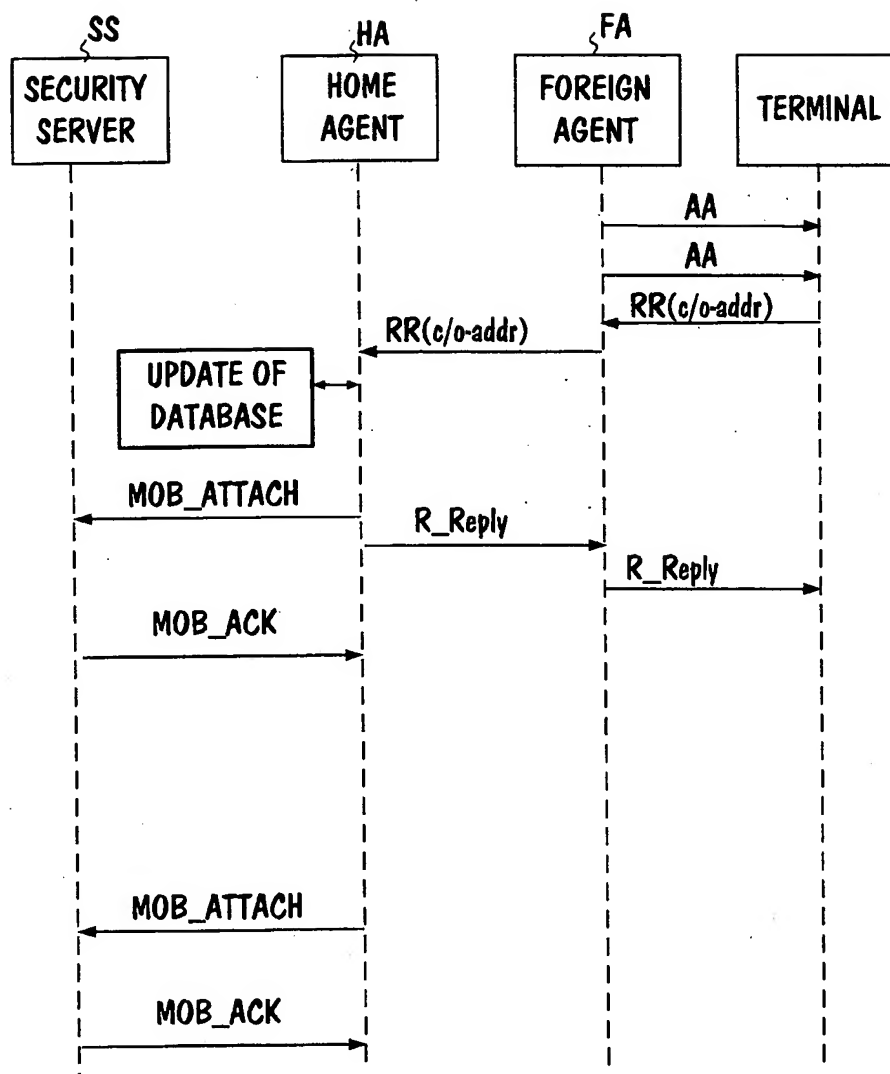 SS
HA
FA
SECURITY
SERVER
HOME
AGENT
FOREIGN
AGENT
TERMINAL
AA
AA
RR(c/o-addr)
RR(c/o-addr)
UPDATE OF
DATABASE
MOB_ATTACH
R_Reply
R_Reply
MOB_ACK
MOB_ATTACH
MOB_ACK